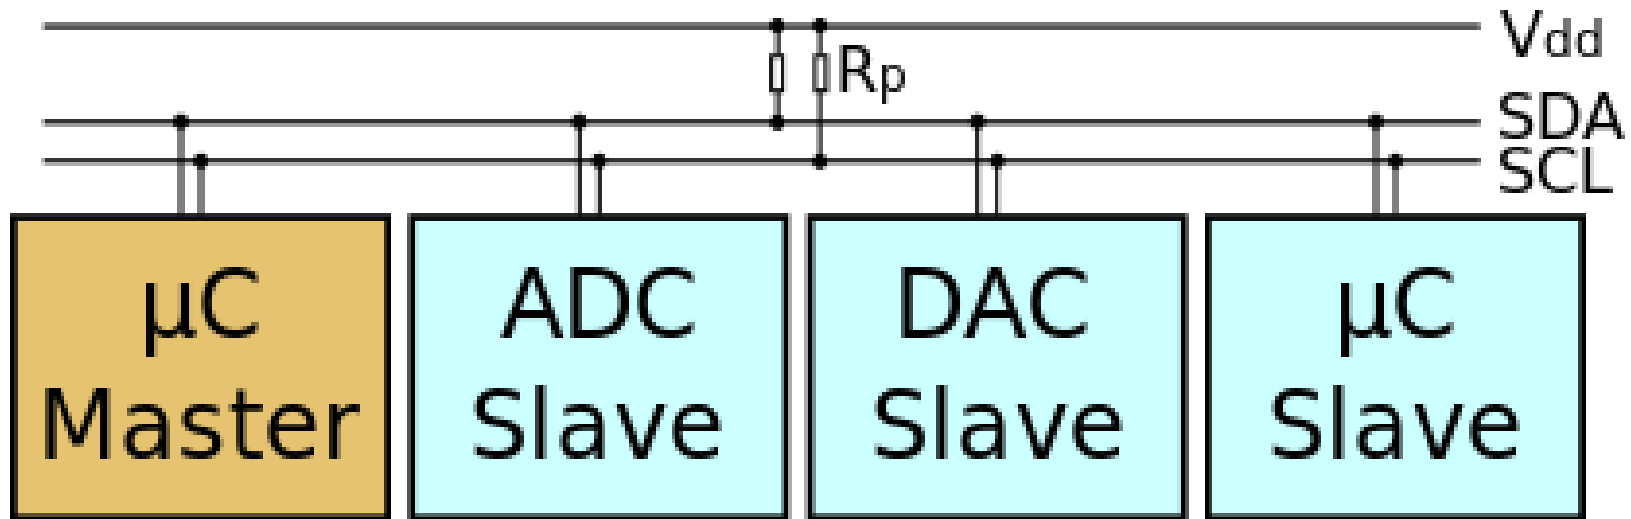 Vdd
Rp
SDA
SCL
µC
Master
ADC
Slave
DAC
Slave
µC
Slave